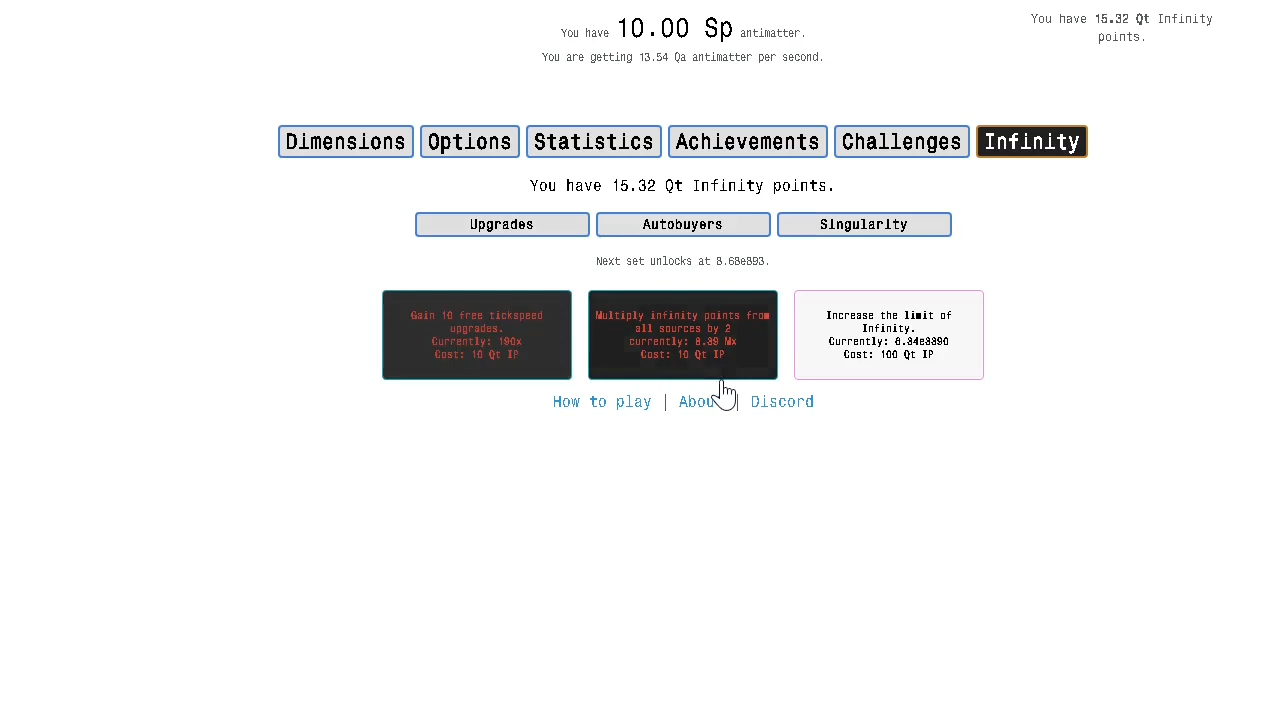 You have 10.00 Sp antimatter.
You are getting 13.54 Qa antimatter per second.
You have 15.32 Qt Infinity
points.
Dimensions Options Statistics Achievements Challenges Infinity
You have 15.32 Qt Infinity points.
Upgrades Autobuyers Singularity
Next set unlocks at 8.68e893.
Gain 10 free tickspeed
upgrades.
Currently: 190x
Cost: 10 Qt IP
Multiply infinity points from
all sources by 2
currently: 8.39 Mx
Cost: 10 Qt IP
Increase the limit of
Infinity.
Currently: 6.34e8890
Cost: 100 Qt IP
How to play | Abou | Discord